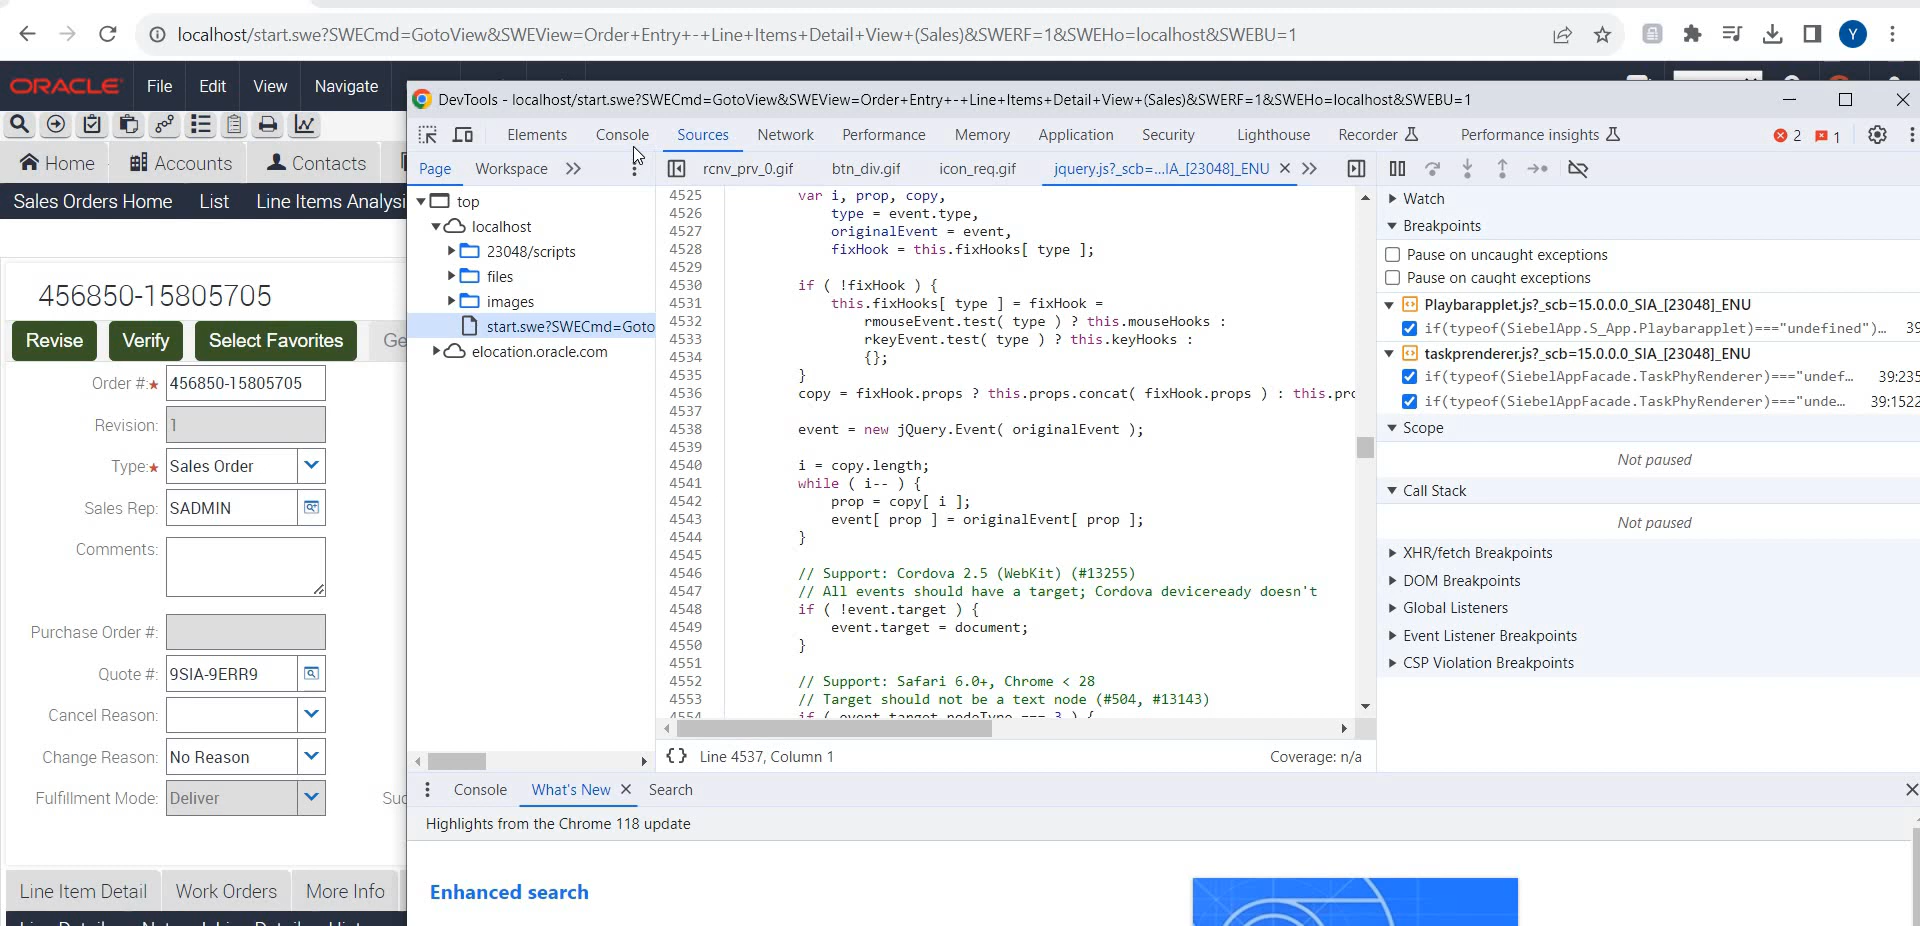 localhost/start.swe?SWECmd=GotoView&SWEView=Order+Entry+-+Line+Items+Detail+View+(Sales)&SWERF=1&SWEHo=localhost&SWEBU=1
Y
ORACLE File Edit View Navigate
DevTools - localhost/start.swe?SWECmd=GotoView&SWEView=Order+Entry+-+Line+Items+Detail+View+(Sales)&SWERF=1&SWEHo=localhost&SWEBU=1
Elements Console Sources Network Performance Memory Application Security Lighthouse Recorder Performance insights 2 1
Home Accounts Contacts
Sales Orders Home List Line Items Analysi
456850-15805705
Revise Verify Select Favorites Ge
Order #: 456850-15805705
Revision: 1
Type: Sales Order
Sales Rep: SADMIN
Comments:
Purchase Order #:
Quote #: 9SIA-9ERR9
Cancel Reason:
Change Reason: No Reason
Fulfillment Mode: Deliver Suc
Line Item Detail Work Orders More Info
Page Workspace
top
localhost
23048/scripts
files
images
start.swe?SWECmd=Goto
elocation.oracle.com
rcnv_prv_0.gif btn_div.gif icon_req.gif jquery.js?_scb=...IA_[23048]_ENU
4525 var i, prop, copy,
4526 type = event.type,
4527 originalEvent = event,
4528 fixHook = this.fixHooks[ type ];
4529
4530 if ( !fixHook ) {
4531 this.fixHooks[ type ] = fixHook =
4532 rmouseEvent.test( type ) ? this.mouseHooks :
4533 rkeyEvent.test( type ) ? this.keyHooks :
4534 {};
4535 }
4536 copy = fixHook.props ? this.props.concat( fixHook.props ) : this.pro
4537
4538 event = new jQuery.Event( originalEvent );
4539
4540 i = copy.length;
4541 while ( i-- ) {
4542 prop = copy[ i ];
4543 event[ prop ] = originalEvent[ prop ];
4544 }
4545
4546 // Support: Cordova 2.5 (WebKit) (#13255)
4547 // All events should have a target; Cordova deviceready doesn't
4548 if ( !event.target ) {
4549 event.target = document;
4550 }
4551
4552 // Support: Safari 6.0+, Chrome < 28
4553 // Target should not be a text node (#504, #13143)
4554 if ( event.target.nodeType === 3 ) {
{} Line 4537, Column 1 Coverage: n/a
Watch
Breakpoints
Pause on uncaught exceptions
Pause on caught exceptions
Playbarapplet.js?_scb=15.0.0.0_SIA_[23048]_ENU
if(typeof(SiebelApp.S_App.Playbarapplet)==="undefined")... 39
taskprenderer.js?_scb=15.0.0.0_SIA_[23048]_ENU
if(typeof(SiebelAppFacade.TaskPhyRenderer)==="undef... 39:235
if(typeof(SiebelAppFacade.TaskPhyRenderer)==="unde... 39:1522
Scope
Not paused
Call Stack
Not paused
XHR/fetch Breakpoints
DOM Breakpoints
Global Listeners
Event Listener Breakpoints
CSP Violation Breakpoints
Console What's New Search
Highlights from the Chrome 118 update
Enhanced search